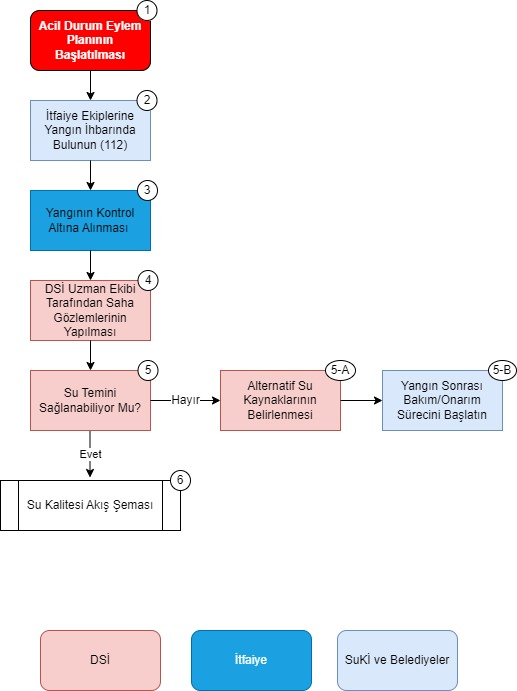 1
Acil Durum Eylem
Planının
Başlatılması
2
İtfaiye Ekiplerine
Yangın İhbarında
Bulunun (112)
3
Yangının Kontrol
Altına Alınması
4
DSİ Uzman Ekibi
Tarafından Saha
Gözlemlerinin
Yapılması
5
Su Temini
Sağlanabiliyor Mu?
Hayır
5-A
Alternatif Su
Kaynaklarının
Belirlenmesi
5-B
Yangın Sonrası
Bakım/Onarım
Sürecini Başlatın
Evet
6
Su Kalitesi Akış Şeması
DSİ
İtfaiye
SuKİ ve Belediyeler